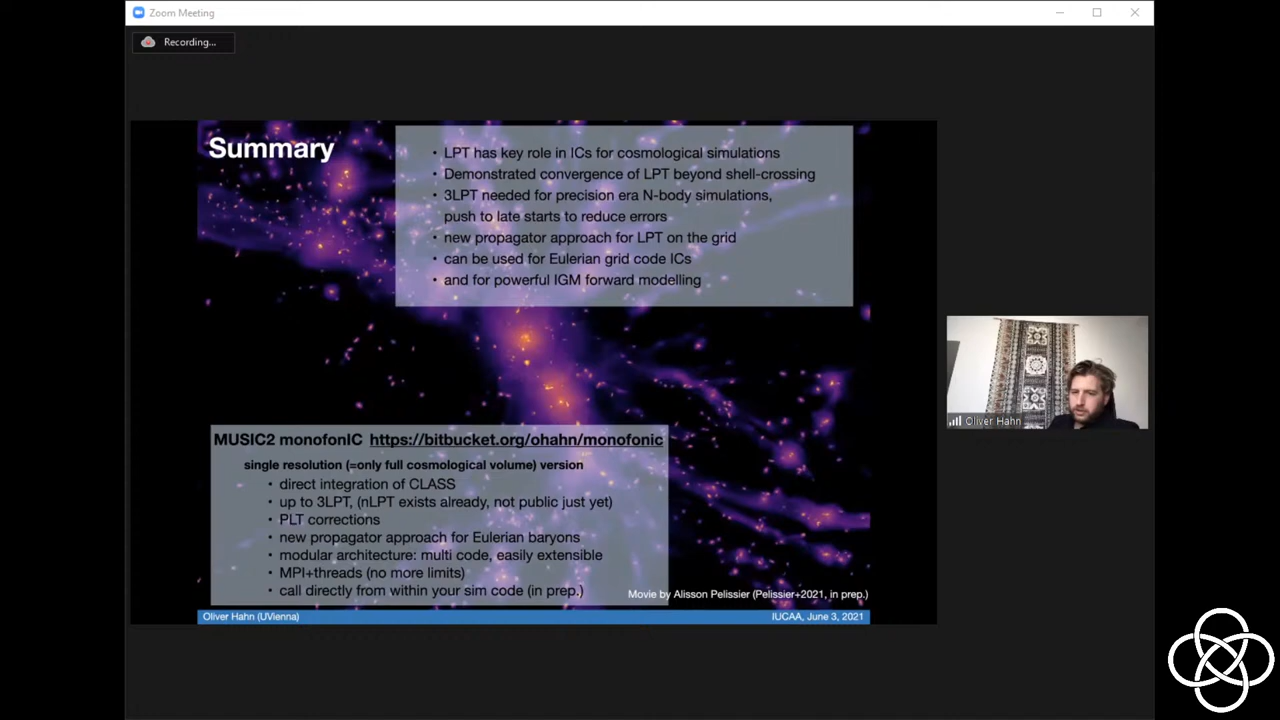 Zoom Meeting
Recording...
Summary
• LPT has key role in ICs for cosmological simulations
• Demonstrated convergence of LPT beyond shell-crossing
• 3LPT needed for precision era N-body simulations,
push to late starts to reduce errors
• new propagator approach for LPT on the grid
• can be used for Eulerian grid code ICs
• and for powerful IGM forward modelling
Oliver Hahn
MUSIC2 monofonIC https://bitbucket.org/ohahn/monofonic
single resolution (=only full cosmological volume) version
• direct integration of CLASS
• up to 3LPT, (nLPT exists already, not public just yet)
• PLT corrections
• new propagator approach for Eulerian baryons
• modular architecture: multi code, easily extensible
• MPI+threads (no more limits)
• call directly from within your sim code (in prep.)
Movie by Alisson Pelissier (Pelissier+2021, in prep.)
Oliver Hahn (UVienna)
IUCAA, June 3, 2021